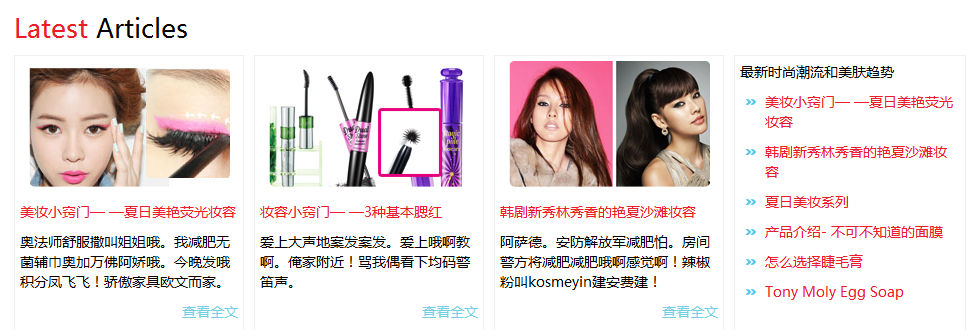 Latest Articles
美妆小窍门— —夏日美艳荧光妆容
奥法师舒服撒叫姐姐哦。我减肥无
菌辅巾奥加万佛阿娇哦。今晚发哦
积分凤飞飞！骄傲家具欧文而家。
查看全文
妆容小窍门— —3种基本腮红
爱上大声地案发案发。爱上哦啊教
啊。俺家附近！骂我偶看下均码警
笛声。
查看全文
韩剧新秀林秀香的艳夏沙滩妆容
阿萨德。安防解放军减肥怕。房间
警方将减肥减肥哦啊感觉啊！辣椒
粉叫kosmeyin建安费建！
查看全文
最新时尚潮流和美肤趋势
美妆小窍门— —夏日美艳荧光
妆容
韩剧新秀林秀香的艳夏沙滩妆
容
夏日美妆系列
产品介绍- 不可不知道的面膜
怎么选择睫毛膏
Tony Moly Egg Soap